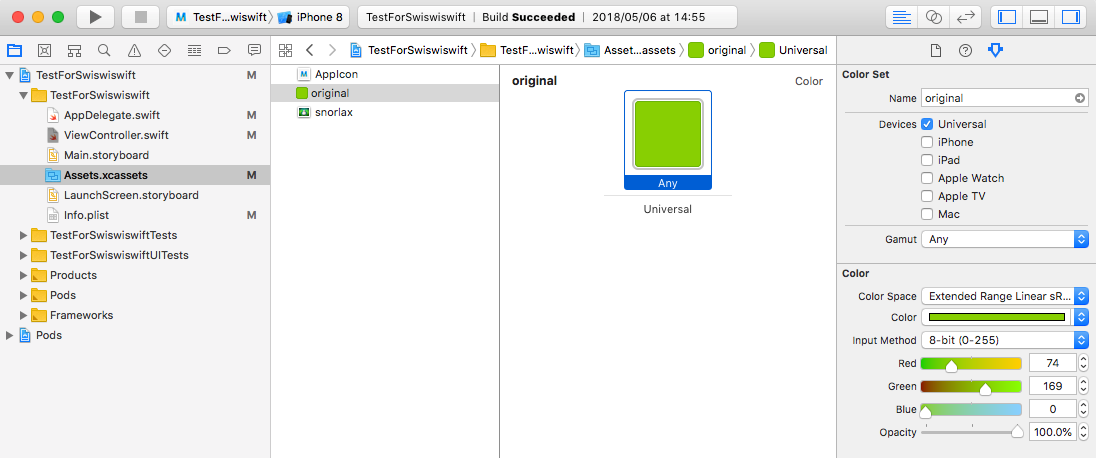 TestF...wiswift iPhone 8 TestForSwiswiswift | Build Succeeded | 2018/05/06 at 14:55
TestForSwiswiswift TestF...wiswift Asset...assets original Universal
TestForSwiswiswift M
TestForSwiswiswift
AppDelegate.swift M
ViewController.swift M
Main.storyboard
Assets.xcassets M
LaunchScreen.storyboard
Info.plist M
TestForSwiswiswiftTests
TestForSwiswiswiftUITests
Products
Pods
Frameworks
Pods
AppIcon
original
snorlax
original Color
Any
Universal
Color Set
Name original
Devices Universal
iPhone
iPad
Apple Watch
Apple TV
Mac
Gamut Any
Color
Color Space Extended Range Linear sR...
Color
Input Method 8-bit (0-255)
Red 74
Green 169
Blue 0
Opacity 100.0%